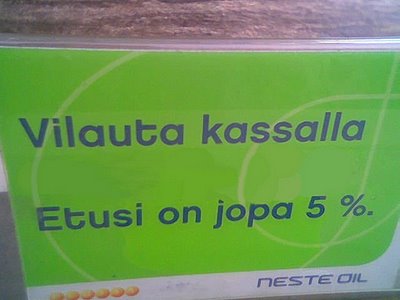 Vilauta kassalla
Etusi on jopa 5 %.
NESTE OIL